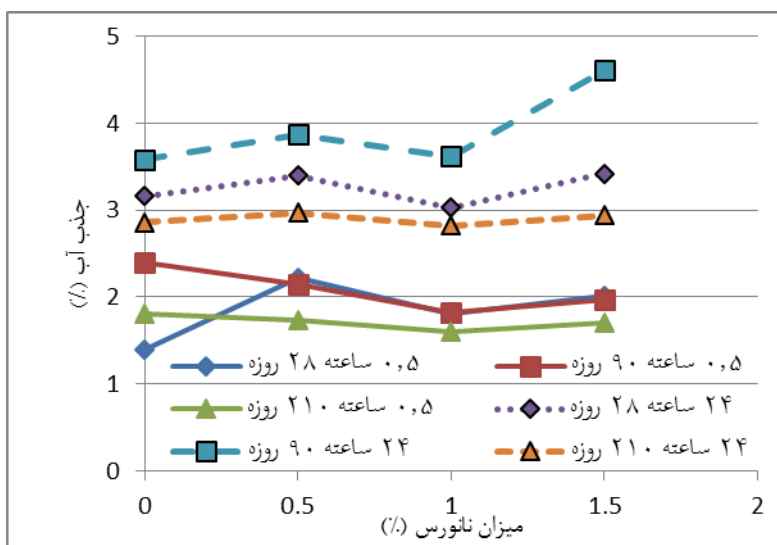 جذب آب (٪)
5
4
3
2
1
0
۰٫۵ ساعته ۲۸ روزه
۰٫۵ ساعته ۹۰ روزه
۰٫۵ ساعته ۲۱۰ روزه
۲۴ ساعته ۲۸ روزه
۲۴ ساعته ۹۰ روزه
۲۴ ساعته ۲۱۰ روزه
0 0.5 1 1.5 2
میزان نانورس (٪)